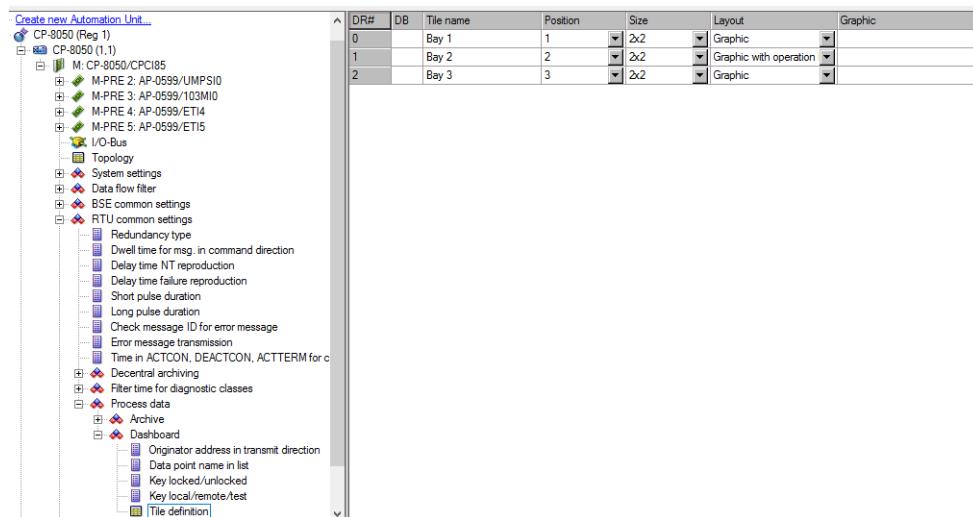 Create new Automation Unit...
CP-8050 (Reg 1)
CP-8050 (1,1)
M: CP-8050/CPCI85
M-PRE 2: AP-0599/UMPSI0
M-PRE 3: AP-0599/103MI0
M-PRE 4: AP-0599/ETI4
M-PRE 5: AP-0599/ETI5
I/O-Bus
Topology
System settings
Data flow filter
BSE common settings
RTU common settings
Redundancy type
Dwell time for msg. in command direction
Delay time NT reproduction
Delay time failure reproduction
Short pulse duration
Long pulse duration
Check message ID for error message
Error message transmission
Time in ACTCON, DEACTCON, ACTTERM for c
Decentral archiving
Filter time for diagnostic classes
Process data
Archive
Dashboard
Originator address in transmit direction
Data point name in list
Key locked/unlocked
Key local/remote/test
Tile definition
DR# DB Tile name Position Size Layout Graphic
0 Bay 1 1 2x2 Graphic
1 Bay 2 2 2x2 Graphic with operation
2 Bay 3 3 2x2 Graphic